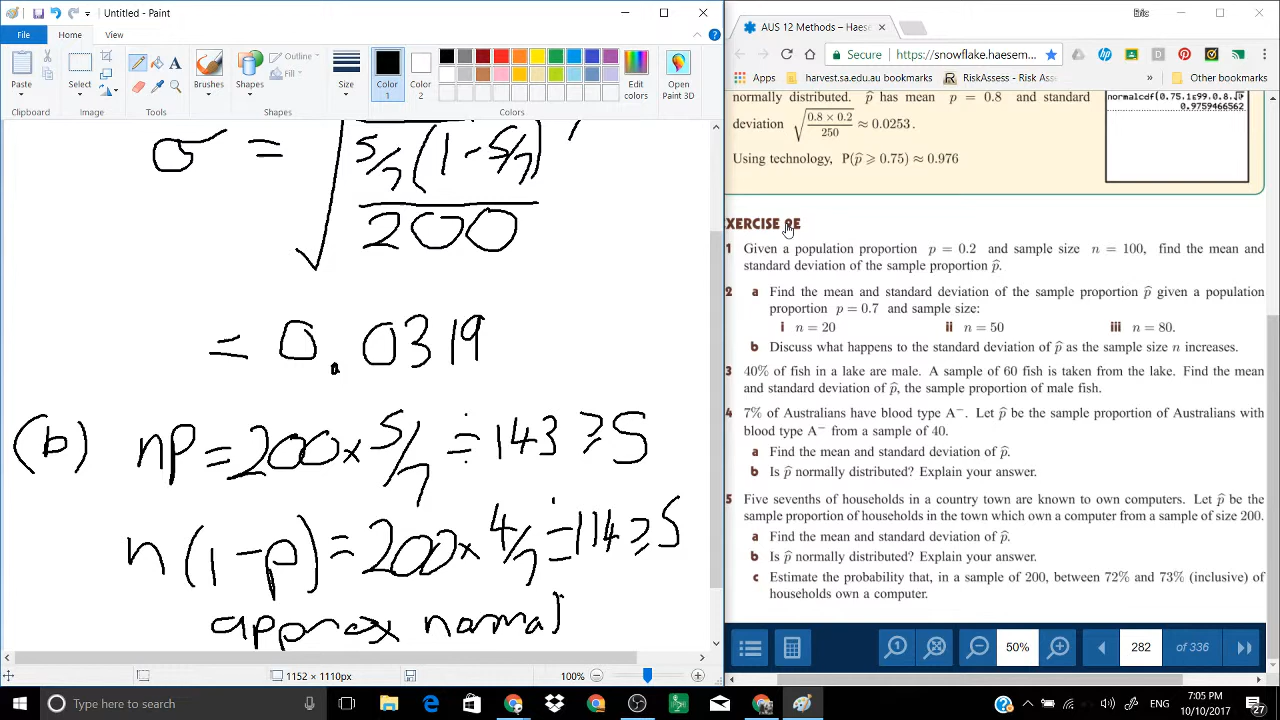 Untitled - Paint
File
Home
View
Paste
Clipboard
Select
Image
Brushes
Tools
Shapes
Outline
Fill
Shapes
Size
Color 1
Color 2
Colors
Edit colors
Open Paint 3D
σ = √
5/7(1-5/7)
200
= 0.0319
(b) np = 200 × 5/7 ≑ 143 ≥ 5
n(1-p) = 200 × 4/7 ≑ 114 ≥ 5
approx normal
1152 × 1110px
100%
Bitc
AUS 12 Methods – Haese
Secure
https://snowflake.haesem
Apps
harvest.sa.edu.au bookmarks
RiskAssess - Risk Ass
Other bookmarks
normally distributed. p̂ has mean p = 0.8 and standard
deviation √(0.8 × 0.2 / 250) ≈ 0.0253.
Using technology, P(p̂ ⩾ 0.75) ≈ 0.976
0.9759466562
XERCISE 9E
1 Given a population proportion p = 0.2 and sample size n = 100, find the mean and
standard deviation of the sample proportion p̂.
2 a Find the mean and standard deviation of the sample proportion p̂ given a population
proportion p = 0.7 and sample size:
i n = 20 ii n = 50 iii n = 80.
b Discuss what happens to the standard deviation of p̂ as the sample size n increases.
3 40% of fish in a lake are male. A sample of 60 fish is taken from the lake. Find the mean
and standard deviation of p̂, the sample proportion of male fish.
4 7% of Australians have blood type A⁻. Let p̂ be the sample proportion of Australians with
blood type A⁻ from a sample of 40.
a Find the mean and standard deviation of p̂.
b Is p̂ normally distributed? Explain your answer.
5 Five sevenths of households in a country town are known to own computers. Let p̂ be the
sample proportion of households in the town which own a computer from a sample of size 200.
a Find the mean and standard deviation of p̂.
b Is p̂ normally distributed? Explain your answer.
c Estimate the probability that, in a sample of 200, between 72% and 73% (inclusive) of
households own a computer.
50%
282
of 336
Type here to search
ENG
7:05 PM
10/10/2017